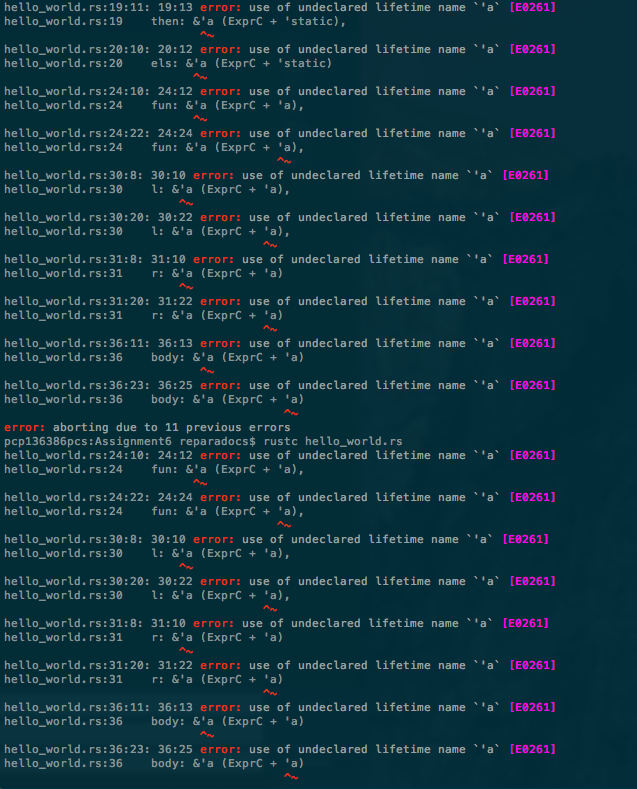 hello_world.rs:19:11: 19:13 error: use of undeclared lifetime name `'a` [E0261]
hello_world.rs:19    then: &'a (ExprC + 'static),
^~
hello_world.rs:20:10: 20:12 error: use of undeclared lifetime name `'a` [E0261]
hello_world.rs:20    els: &'a (ExprC + 'static)
^~
hello_world.rs:24:10: 24:12 error: use of undeclared lifetime name `'a` [E0261]
hello_world.rs:24    fun: &'a (ExprC + 'a),
^~
hello_world.rs:24:22: 24:24 error: use of undeclared lifetime name `'a` [E0261]
hello_world.rs:24    fun: &'a (ExprC + 'a),
^~
hello_world.rs:30:8: 30:10 error: use of undeclared lifetime name `'a` [E0261]
hello_world.rs:30    l: &'a (ExprC + 'a),
^~
hello_world.rs:30:20: 30:22 error: use of undeclared lifetime name `'a` [E0261]
hello_world.rs:30    l: &'a (ExprC + 'a),
^~
hello_world.rs:31:8: 31:10 error: use of undeclared lifetime name `'a` [E0261]
hello_world.rs:31    r: &'a (ExprC + 'a)
^~
hello_world.rs:31:20: 31:22 error: use of undeclared lifetime name `'a` [E0261]
hello_world.rs:31    r: &'a (ExprC + 'a)
^~
hello_world.rs:36:11: 36:13 error: use of undeclared lifetime name `'a` [E0261]
hello_world.rs:36    body: &'a (ExprC + 'a)
^~
hello_world.rs:36:23: 36:25 error: use of undeclared lifetime name `'a` [E0261]
hello_world.rs:36    body: &'a (ExprC + 'a)
^~
error: aborting due to 11 previous errors
pcp136386pcs:Assignment6 reparadocs$ rustc hello_world.rs
hello_world.rs:24:10: 24:12 error: use of undeclared lifetime name `'a` [E0261]
hello_world.rs:24    fun: &'a (ExprC + 'a),
^~
hello_world.rs:24:22: 24:24 error: use of undeclared lifetime name `'a` [E0261]
hello_world.rs:24    fun: &'a (ExprC + 'a),
^~
hello_world.rs:30:8: 30:10 error: use of undeclared lifetime name `'a` [E0261]
hello_world.rs:30    l: &'a (ExprC + 'a),
^~
hello_world.rs:30:20: 30:22 error: use of undeclared lifetime name `'a` [E0261]
hello_world.rs:30    l: &'a (ExprC + 'a),
^~
hello_world.rs:31:8: 31:10 error: use of undeclared lifetime name `'a` [E0261]
hello_world.rs:31    r: &'a (ExprC + 'a)
^~
hello_world.rs:31:20: 31:22 error: use of undeclared lifetime name `'a` [E0261]
hello_world.rs:31    r: &'a (ExprC + 'a)
^~
hello_world.rs:36:11: 36:13 error: use of undeclared lifetime name `'a` [E0261]
hello_world.rs:36    body: &'a (ExprC + 'a)
^~
hello_world.rs:36:23: 36:25 error: use of undeclared lifetime name `'a` [E0261]
hello_world.rs:36    body: &'a (ExprC + 'a)
^~